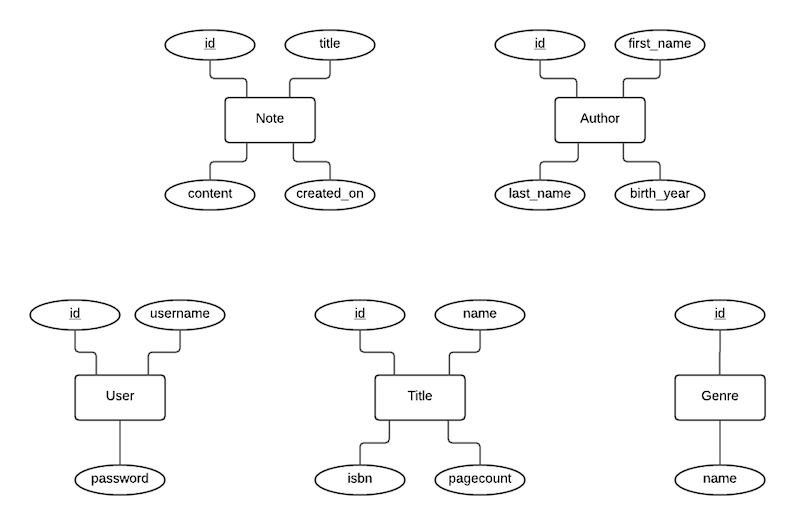 id
title
id
first_name
Note
Author
content
created_on
last_name
birth_year
id
username
id
name
id
User
Title
Genre
password
isbn
pagecount
name